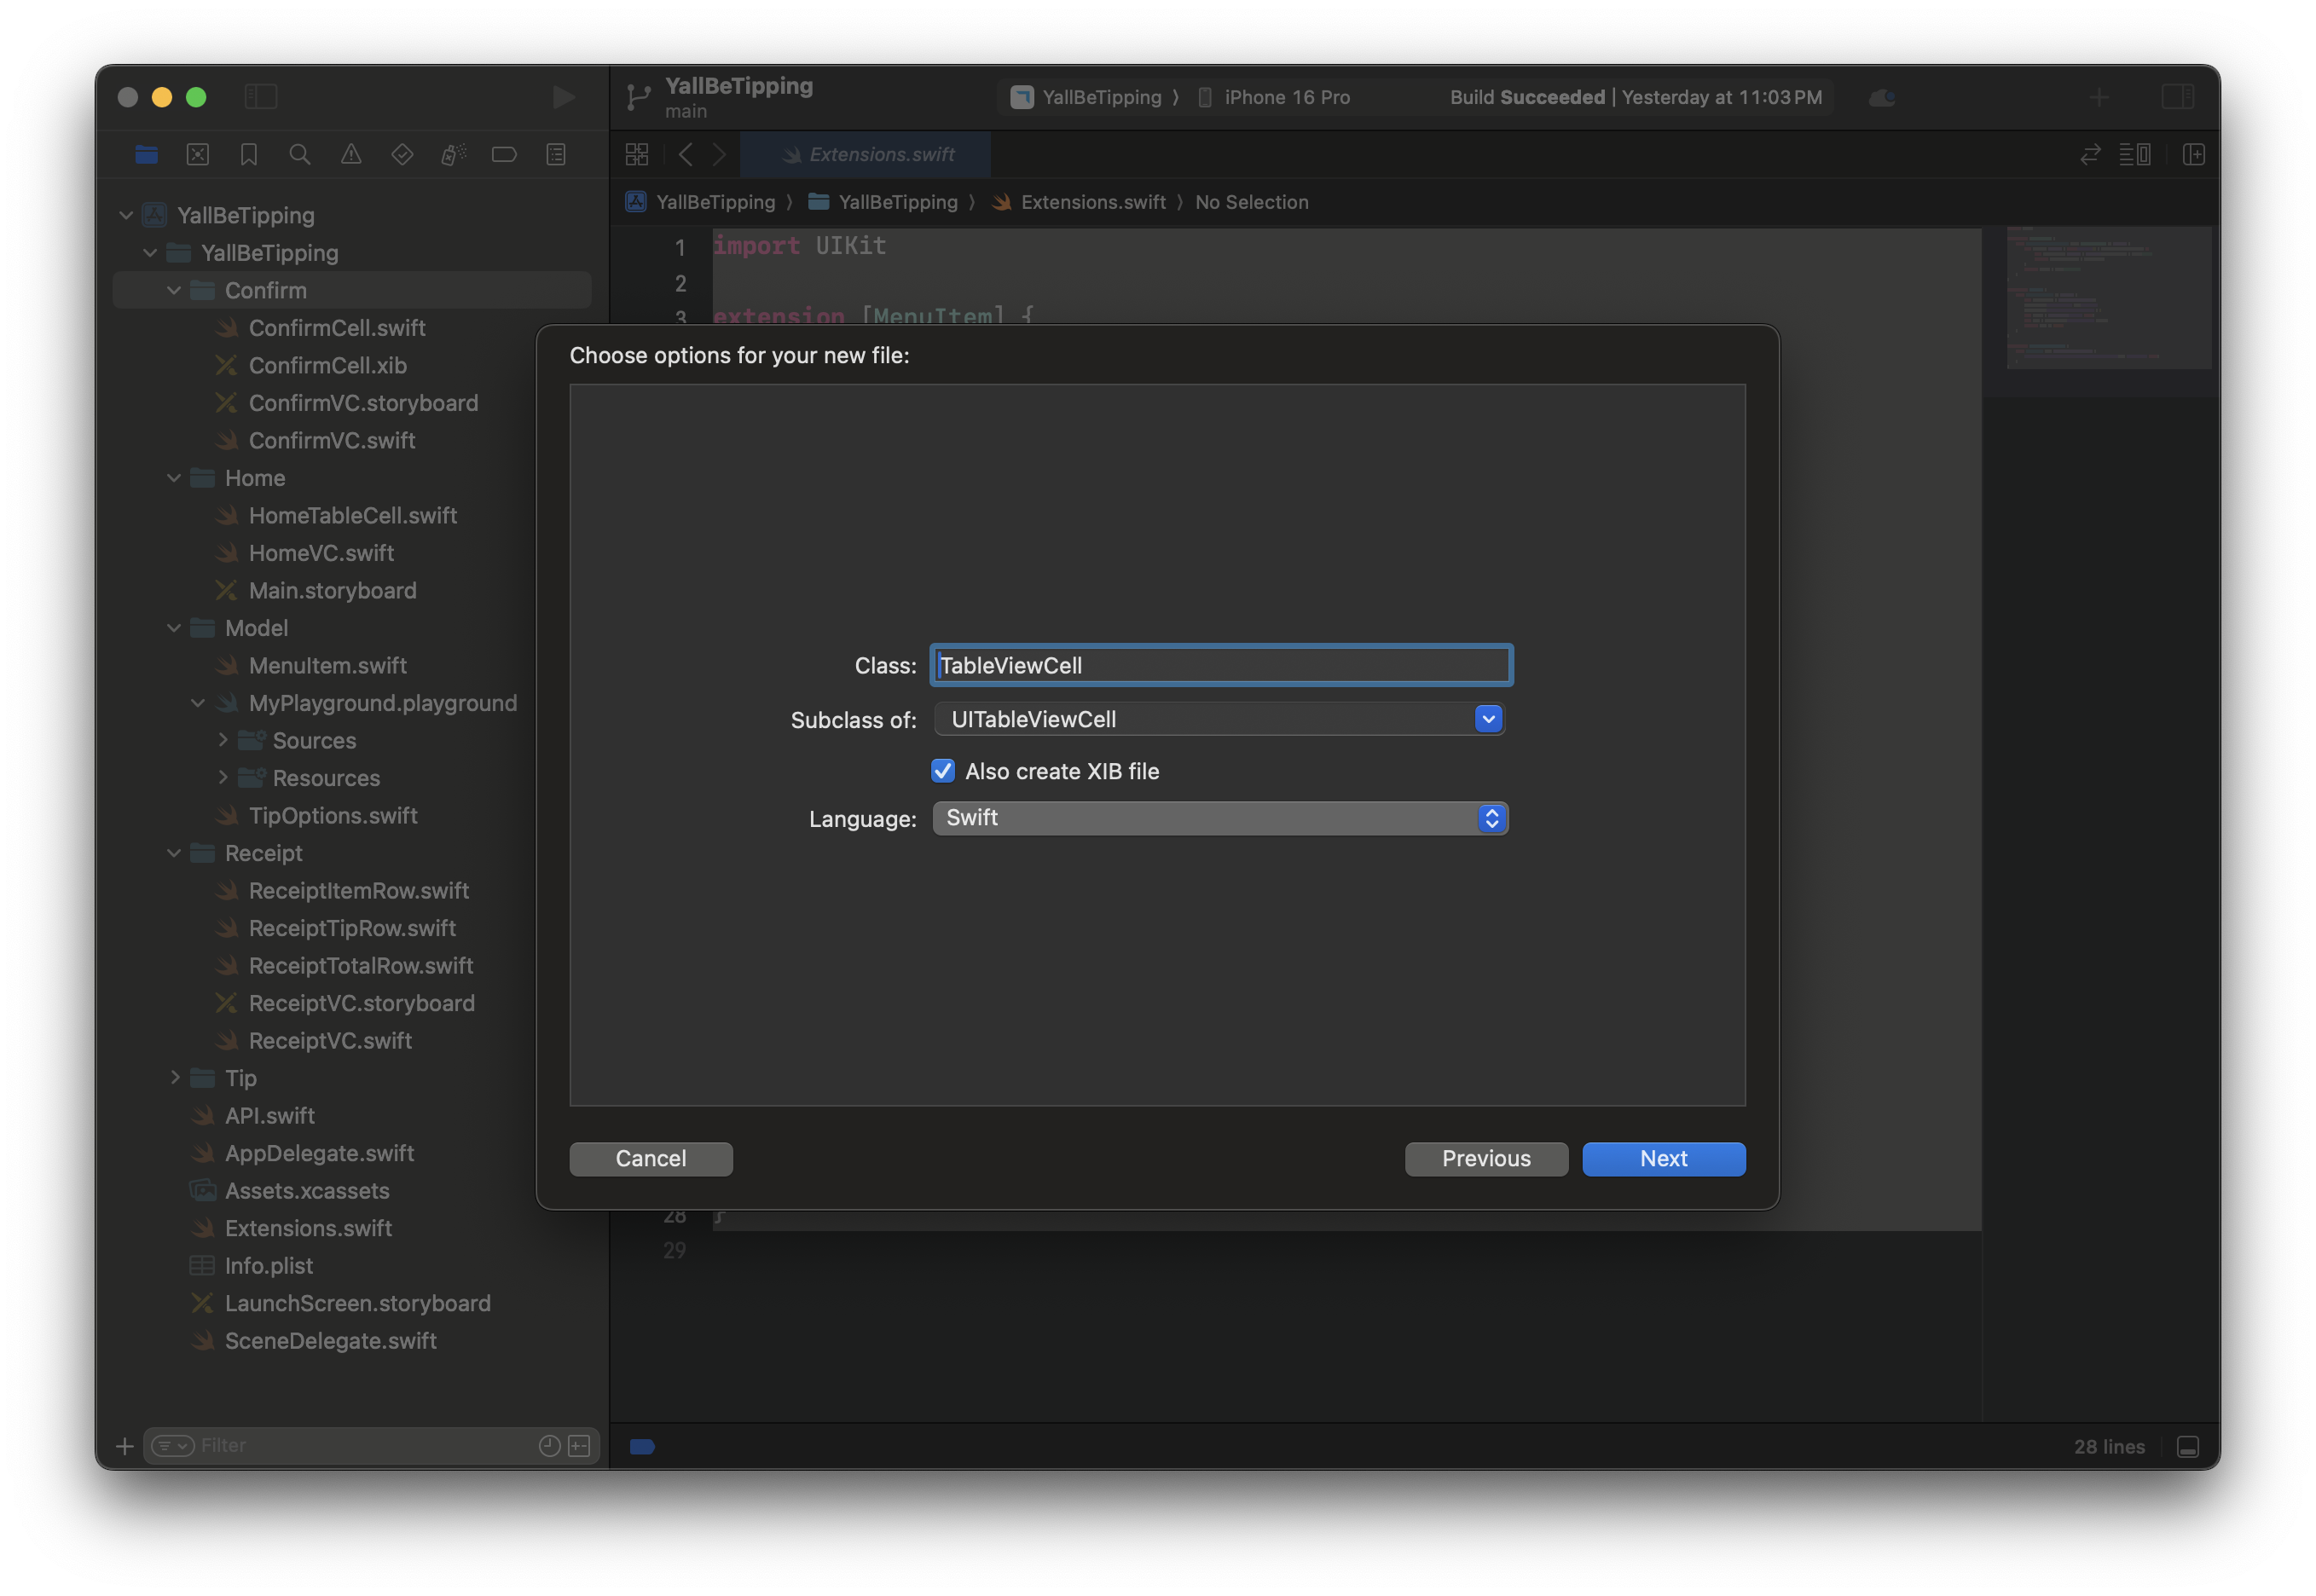 YallBeTipping
main
YallBeTipping
iPhone 16 Pro
Build Succeeded | Yesterday at 11:03 PM
Extensions.swift
YallBeTipping
YallBeTipping
Extensions.swift
No Selection
YallBeTipping
YallBeTipping
Confirm
ConfirmCell.swift
ConfirmCell.xib
ConfirmVC.storyboard
ConfirmVC.swift
Home
HomeTableCell.swift
HomeVC.swift
Main.storyboard
Model
MenuItem.swift
MyPlayground.playground
Sources
Resources
TipOptions.swift
Receipt
ReceiptItemRow.swift
ReceiptTipRow.swift
ReceiptTotalRow.swift
ReceiptVC.storyboard
ReceiptVC.swift
Tip
API.swift
AppDelegate.swift
Assets.xcassets
Extensions.swift
Info.plist
LaunchScreen.storyboard
SceneDelegate.swift
Filter
1 import UIKit
2
3 extension [MenuItem] {
Choose options for your new file:
Class: TableViewCell
Subclass of: UITableViewCell
Also create XIB file
Language: Swift
Cancel
Previous
Next
28 }
29
28 lines